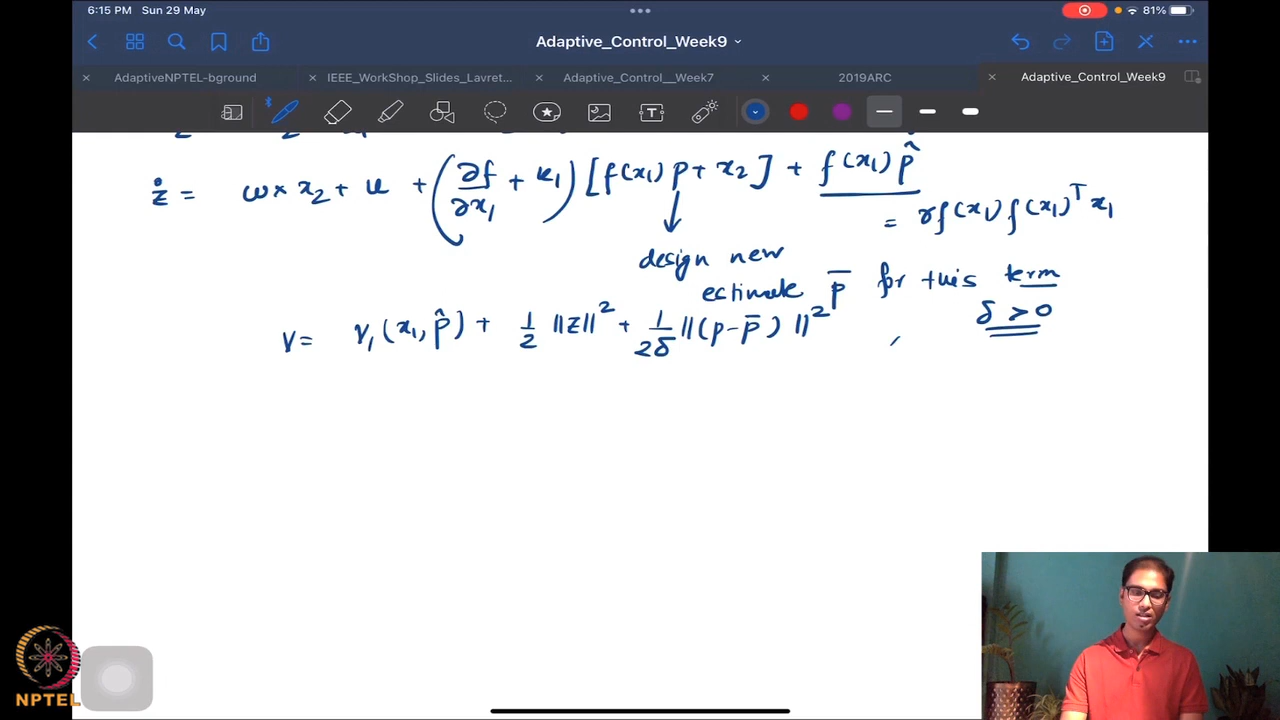 6:15 PM Sun 29 May
81%
Adaptive_Control_Week9
AdaptiveNPTEL-bground
IEEE_WorkShop_Slides_Lavret...
Adaptive_Control__Week7
2019ARC
Adaptive_Control_Week9
ż = ω × x₂ + u + (∂f/∂x₁ + k₁) [f(x₁) p + x₂] + f(x₁) p̂
= γ f(x₁) f(x₁)ᵀ x₁
design new
estimate p̄ for this term
V = V₁(x₁, p̂) + 1/2 ||z||² + 1/2δ ||(p - p̄)||² , δ > 0
NPTEL